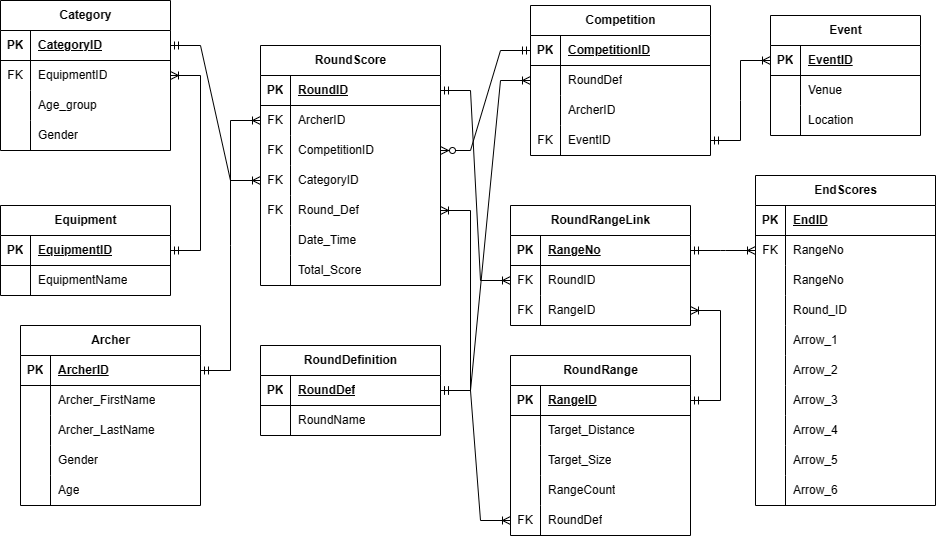 Category
PK CategoryID
FK EquipmentID
Age_group
Gender
Equipment
PK EquipmentID
EquipmentName
Archer
PK ArcherID
Archer_FirstName
Archer_LastName
Gender
Age
RoundScore
PK RoundID
FK ArcherID
FK CompetitionID
FK CategoryID
FK Round_Def
Date_Time
Total_Score
RoundDefinition
PK RoundDef
RoundName
Competition
PK CompetitionID
RoundDef
ArcherID
FK EventID
RoundRangeLink
PK RangeNo
FK RoundID
FK RangeID
RoundRange
PK RangeID
Target_Distance
Target_Size
RangeCount
FK RoundDef
Event
PK EventID
Venue
Location
EndScores
PK EndID
FK RangeNo
RangeNo
Round_ID
Arrow_1
Arrow_2
Arrow_3
Arrow_4
Arrow_5
Arrow_6